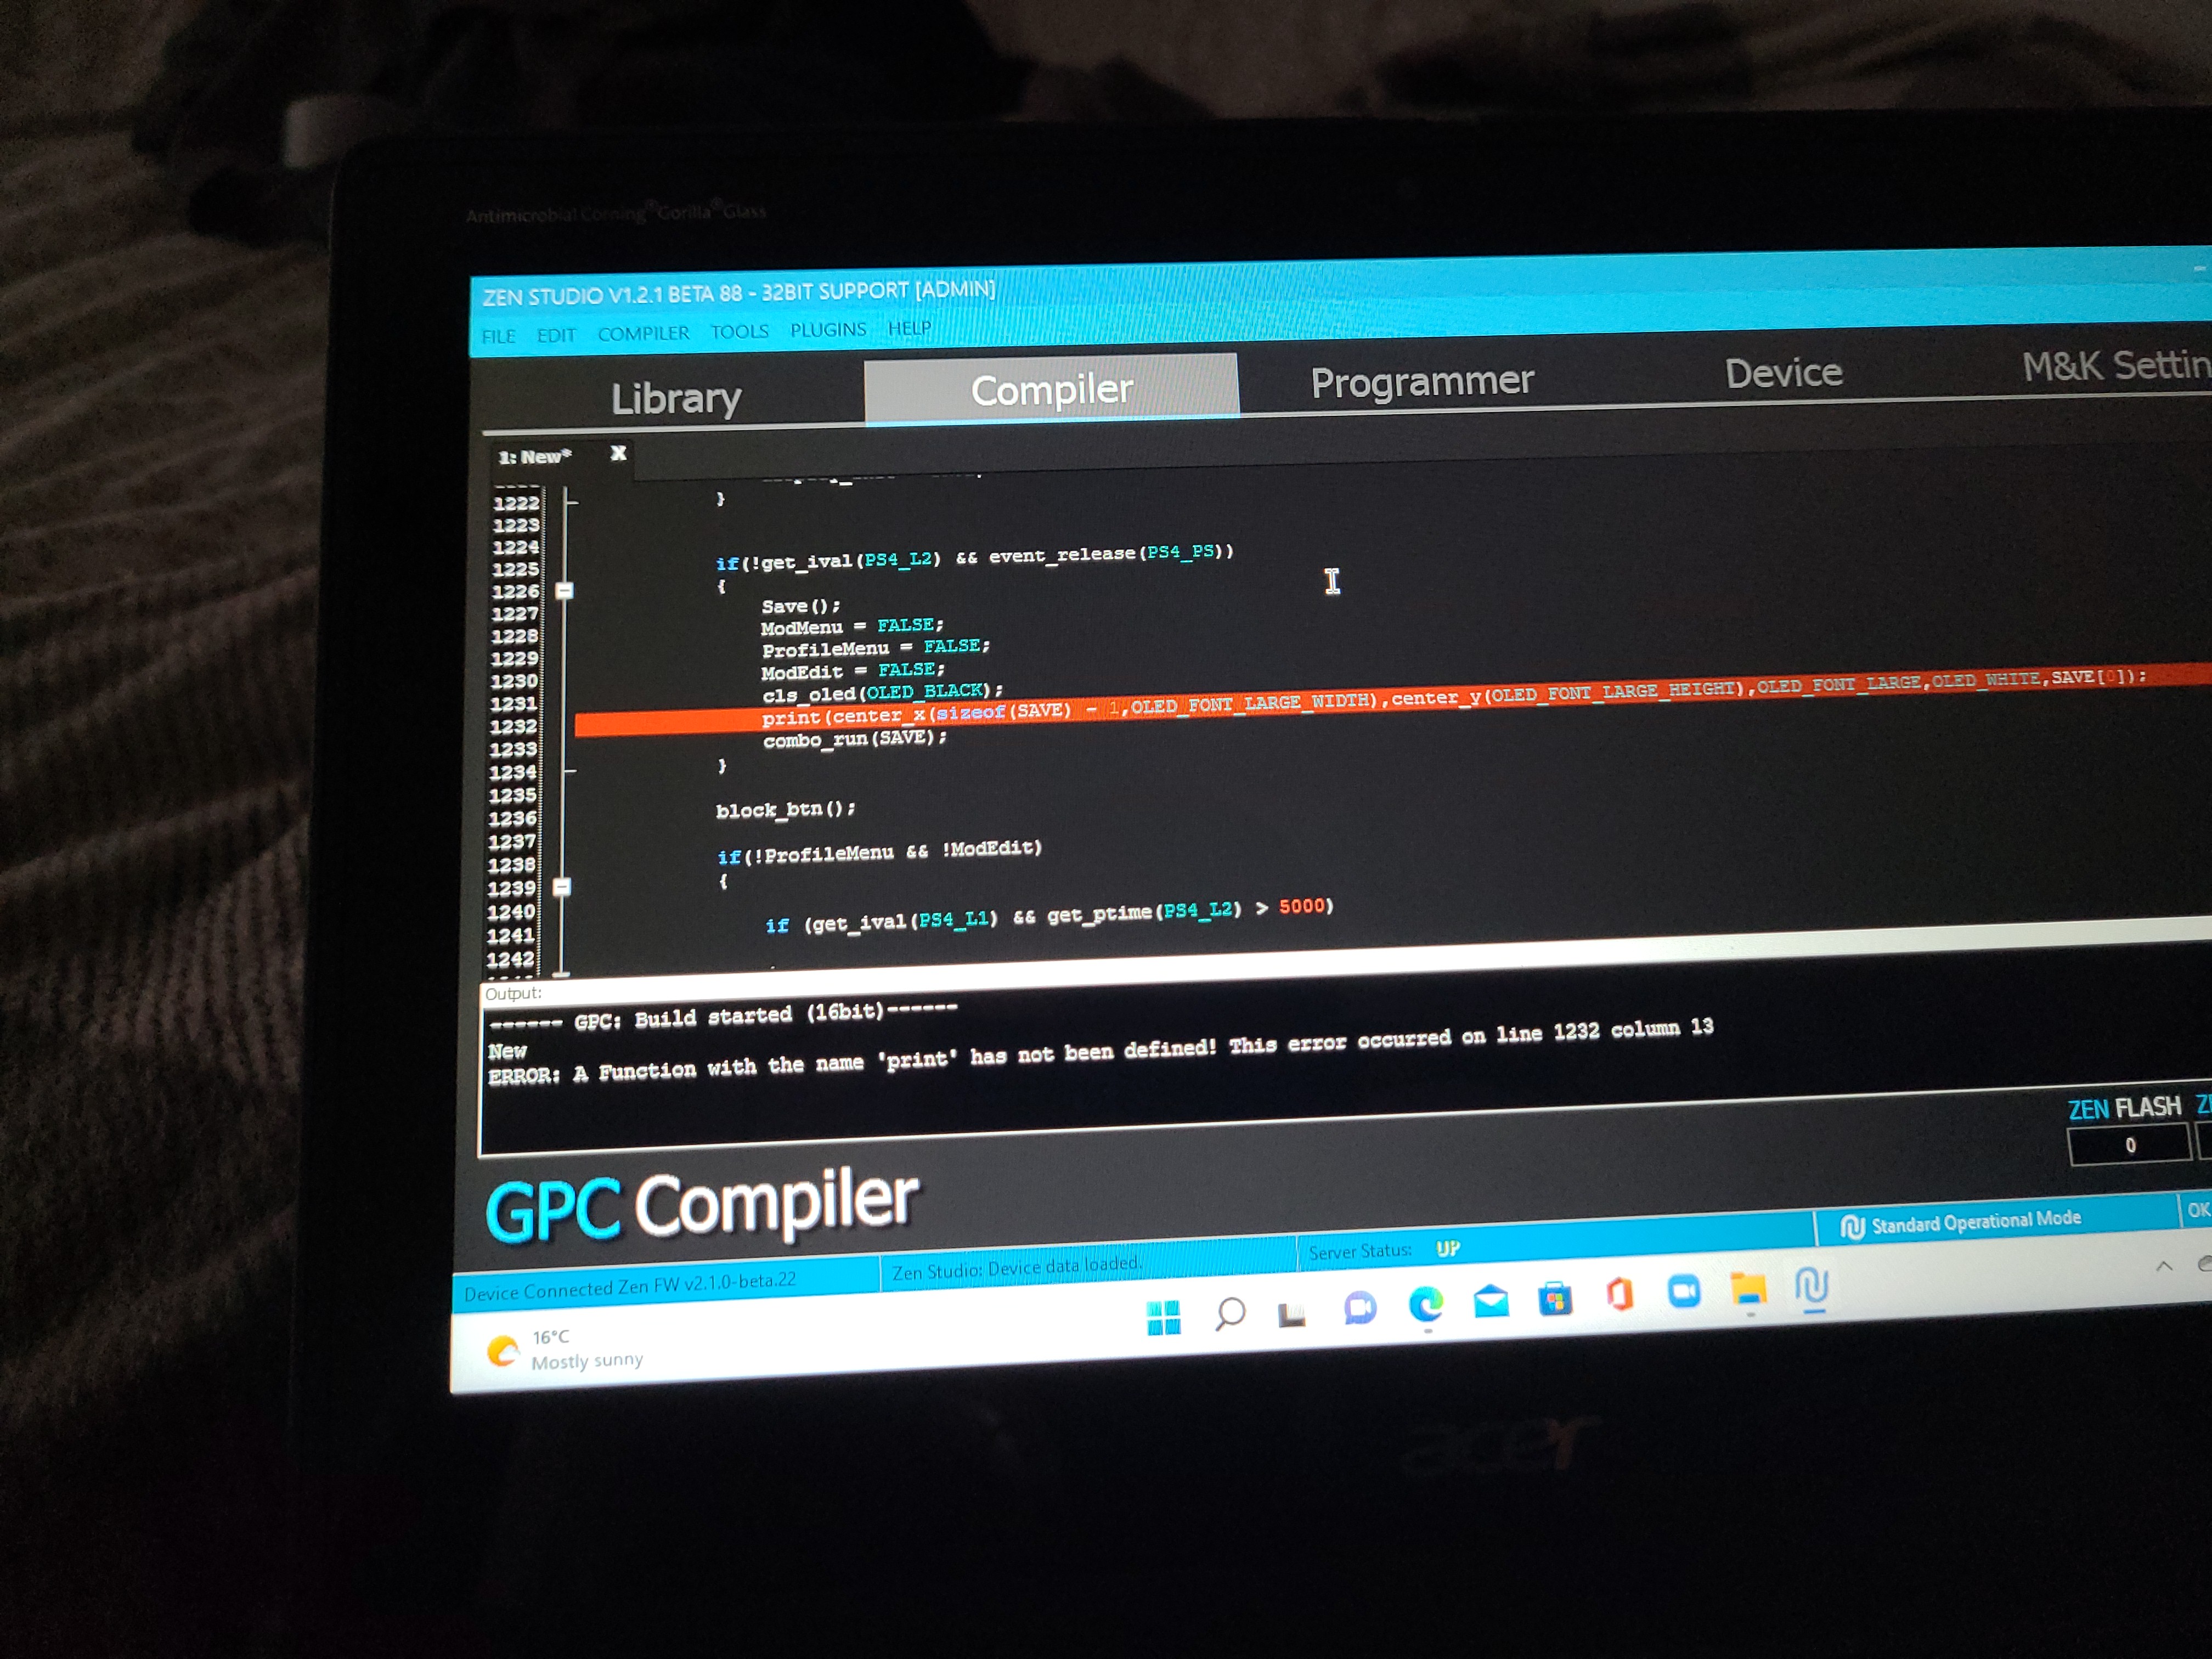 Antimicrobial Corning®Gorilla®Glass
ZEN STUDIO V1.2.1 BETA 88 - 32BIT SUPPORT [ADMIN]
FILE EDIT COMPILER TOOLS PLUGINS HELP
Library Compiler Programmer Device M&K Settin
1: New* X
1222 }
1223
1224
1225 if(!get_ival(PS4_L2) && event_release(PS4_PS))
1226 {
1227 Save();
1228 ModMenu = FALSE;
1229 ProfileMenu = FALSE;
1230 ModEdit = FALSE;
1231 cls_oled(OLED_BLACK);
1232 print(center_x(sizeof(SAVE) - 1,OLED_FONT_LARGE_WIDTH),center_y(OLED_FONT_LARGE_HEIGHT),OLED_FONT_LARGE,OLED_WHITE,SAVE[0]);
1233 combo_run(SAVE);
1234 }
1235
1236 block_btn();
1237
1238 if(!ProfileMenu && !ModEdit)
1239 {
1240
1241 if (get_ival(PS4_L1) && get_ptime(PS4_L2) > 5000)
1242
Output:
------ GPC: Build started (16bit)------
New
ERROR: A Function with the name 'print' has not been defined! This error occurred on line 1232 column 13
ZEN FLASH
0
GPC Compiler
Device Connected Zen FW v2.1.0-beta.22 Zen Studio: Device data loaded. Server Status: UP Standard Operational Mode OK
16°C
Mostly sunny
acer